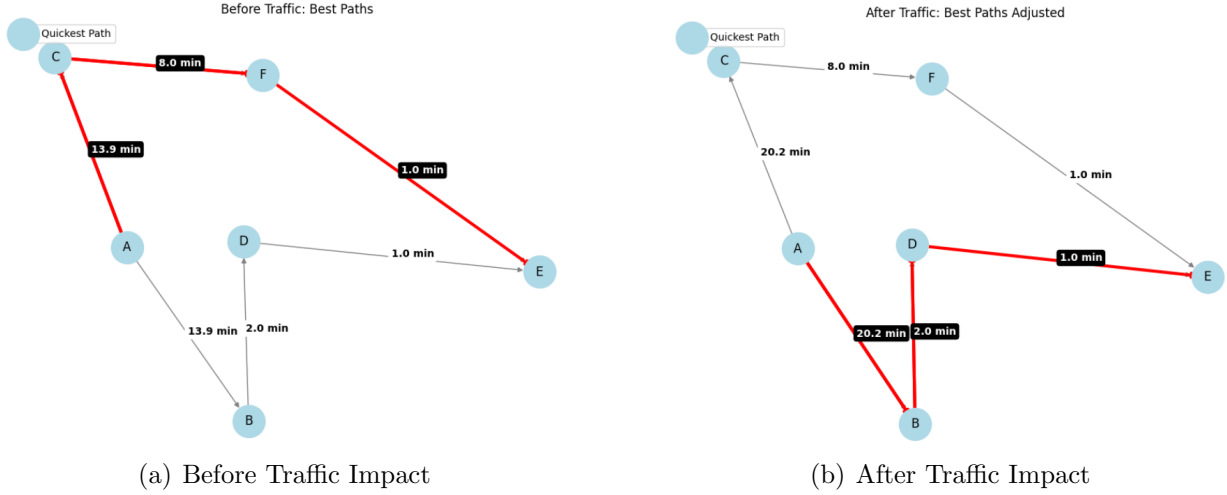 Before Traffic: Best Paths
Quickest Path
C
8.0 min
F
13.9 min
1.0 min
A
D
1.0 min
E
13.9 min
2.0 min
B
(a) Before Traffic Impact
After Traffic: Best Paths Adjusted
Quickest Path
C
8.0 min
F
20.2 min
1.0 min
A
D
1.0 min
E
20.2 min
2.0 min
B
(b) After Traffic Impact